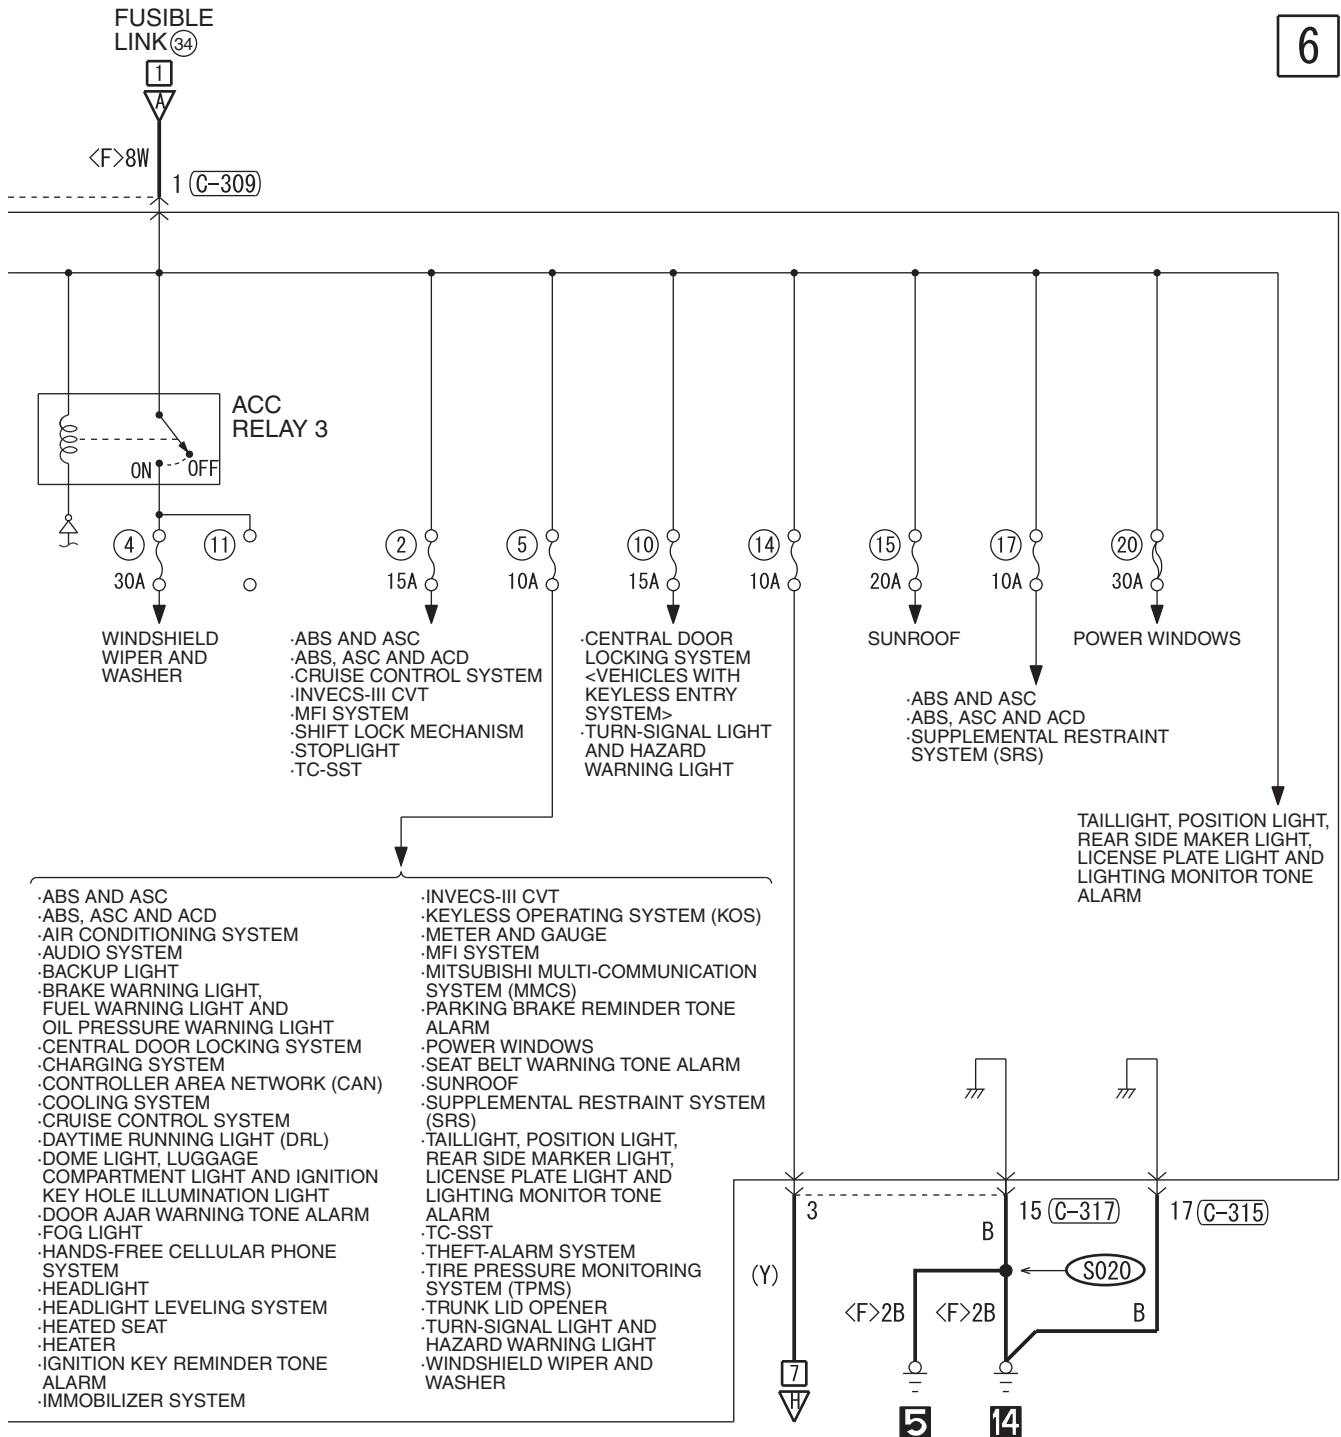 FUSIBLE
LINK 34
6
1
A
<F>8W
1 C-309
ACC
RELAY 3
ON
OFF
4
30A
11
2
15A
5
10A
10
15A
14
10A
15
20A
17
10A
20
30A
WINDSHIELD
WIPER AND
WASHER
·ABS AND ASC
·ABS, ASC AND ACD
·CRUISE CONTROL SYSTEM
·INVECS-III CVT
·MFI SYSTEM
·SHIFT LOCK MECHANISM
·STOPLIGHT
·TC-SST
·CENTRAL DOOR
LOCKING SYSTEM
<VEHICLES WITH
KEYLESS ENTRY
SYSTEM>
·TURN-SIGNAL LIGHT
AND HAZARD
WARNING LIGHT
SUNROOF
·ABS AND ASC
·ABS, ASC AND ACD
·SUPPLEMENTAL RESTRAINT
SYSTEM (SRS)
POWER WINDOWS
TAILLIGHT, POSITION LIGHT,
REAR SIDE MAKER LIGHT,
LICENSE PLATE LIGHT AND
LIGHTING MONITOR TONE
ALARM
·ABS AND ASC
·ABS, ASC AND ACD
·AIR CONDITIONING SYSTEM
·AUDIO SYSTEM
·BACKUP LIGHT
·BRAKE WARNING LIGHT,
FUEL WARNING LIGHT AND
OIL PRESSURE WARNING LIGHT
·CENTRAL DOOR LOCKING SYSTEM
·CHARGING SYSTEM
·CONTROLLER AREA NETWORK (CAN)
·COOLING SYSTEM
·CRUISE CONTROL SYSTEM
·DAYTIME RUNNING LIGHT (DRL)
·DOME LIGHT, LUGGAGE
COMPARTMENT LIGHT AND IGNITION
KEY HOLE ILLUMINATION LIGHT
·DOOR AJAR WARNING TONE ALARM
·FOG LIGHT
·HANDS-FREE CELLULAR PHONE
SYSTEM
·HEADLIGHT
·HEADLIGHT LEVELING SYSTEM
·HEATED SEAT
·HEATER
·IGNITION KEY REMINDER TONE
ALARM
·IMMOBILIZER SYSTEM
·INVECS-III CVT
·KEYLESS OPERATING SYSTEM (KOS)
·METER AND GAUGE
·MFI SYSTEM
·MITSUBISHI MULTI-COMMUNICATION
SYSTEM (MMCS)
·PARKING BRAKE REMINDER TONE
ALARM
·POWER WINDOWS
·SEAT BELT WARNING TONE ALARM
·SUNROOF
·SUPPLEMENTAL RESTRAINT SYSTEM
(SRS)
·TAILLIGHT, POSITION LIGHT,
REAR SIDE MARKER LIGHT,
LICENSE PLATE LIGHT AND
LIGHTING MONITOR TONE
ALARM
·TC-SST
·THEFT-ALARM SYSTEM
·TIRE PRESSURE MONITORING
SYSTEM (TPMS)
·TRUNK LID OPENER
·TURN-SIGNAL LIGHT AND
HAZARD WARNING LIGHT
·WINDSHIELD WIPER AND
WASHER
3
15 C-317
17 C-315
B
(Y)
S020
<F>2B
<F>2B
B
7
H
5
14